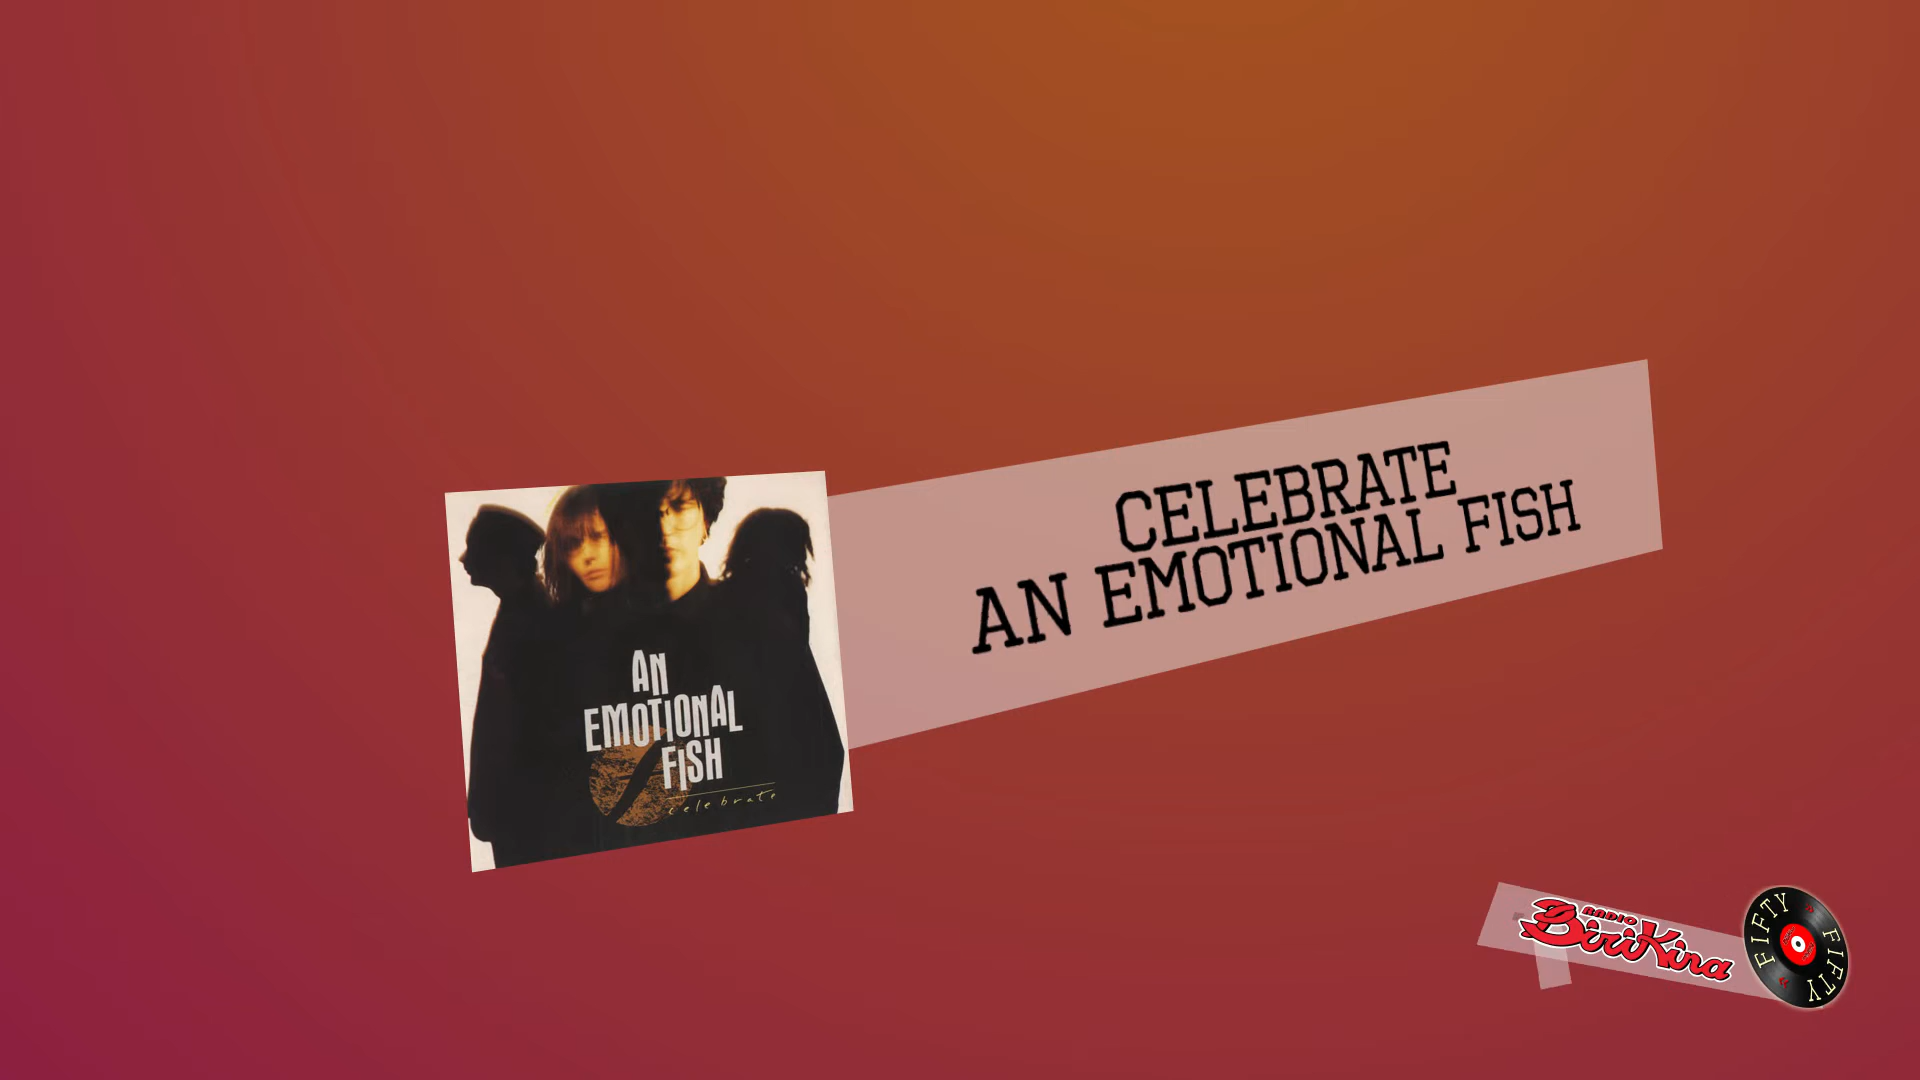 CELEBRATE
AN EMOTIONAL FISH
AN
EMOTIONAL
FISH
celebrate
RADIO
BiriKina
FIFTY
FIFTY